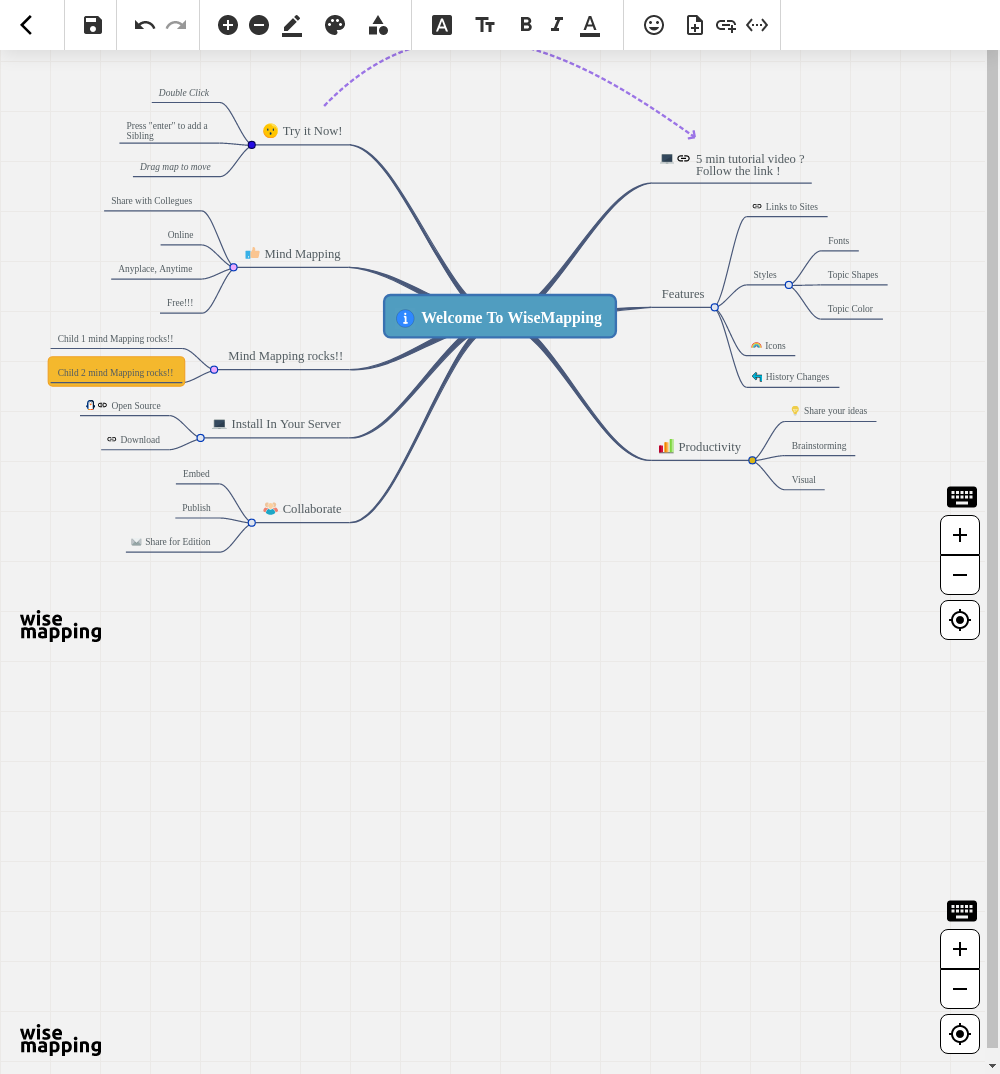 Double Click
Press "enter" to add a
Sibling
Drag map to move
Try it Now!
Share with Collegues
Online
Anyplace, Anytime
Free!!!
Mind Mapping
Child 1 mind Mapping rocks!!
Child 2 mind Mapping rocks!!
Mind Mapping rocks!!
Open Source
Download
Install In Your Server
Embed
Publish
Share for Edition
Collaborate
Welcome To WiseMapping
5 min tutorial video ?
Follow the link !
Features
Links to Sites
Styles
Fonts
Topic Shapes
Topic Color
Icons
History Changes
Productivity
Share your ideas
Brainstorming
Visual
wise
mapping
wise
mapping